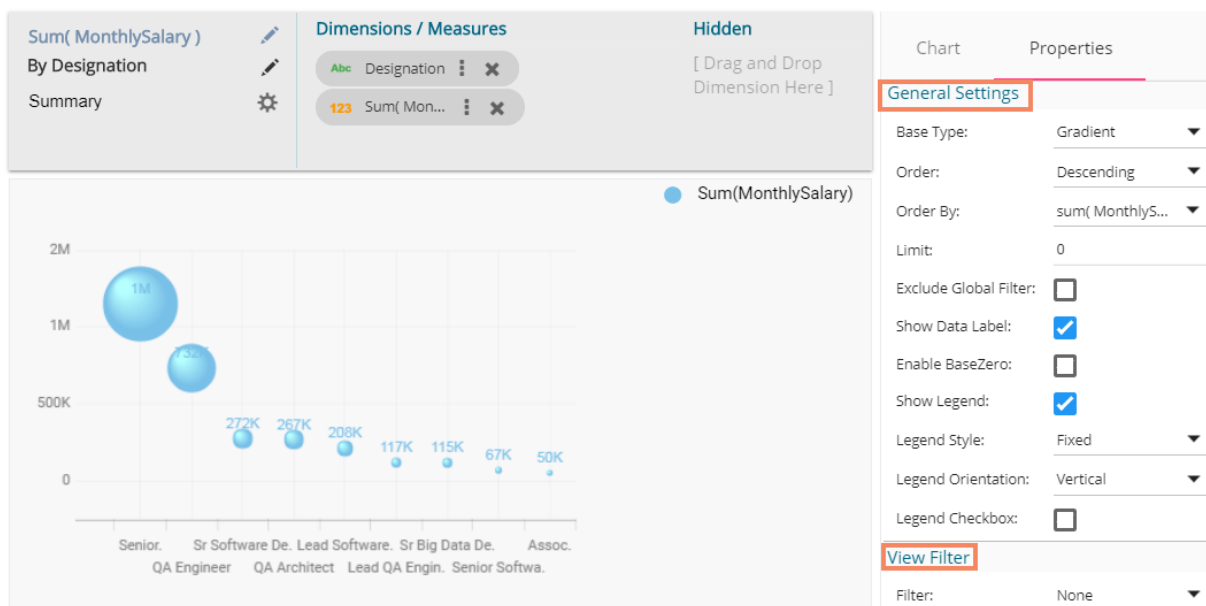 Sum( MonthlySalary )
By Designation
Summary
Dimensions / Measures
Abc Designation
123 Sum( Mon...
Hidden
[ Drag and Drop
Dimension Here ]
Sum(MonthlySalary)
2M
1M
500K
0
1M
732K
272K
267K
208K
117K
115K
67K
50K
Senior.
Sr Software De.
Lead Software.
Sr Big Data De.
Assoc.
QA Engineer
QA Architect
Lead QA Engin.
Senior Softwa.
Chart
Properties
General Settings
Base Type: Gradient
Order: Descending
Order By: sum( MonthlyS...
Limit: 0
Exclude Global Filter:
Show Data Label:
Enable BaseZero:
Show Legend:
Legend Style: Fixed
Legend Orientation: Vertical
Legend Checkbox:
View Filter
Filter: None